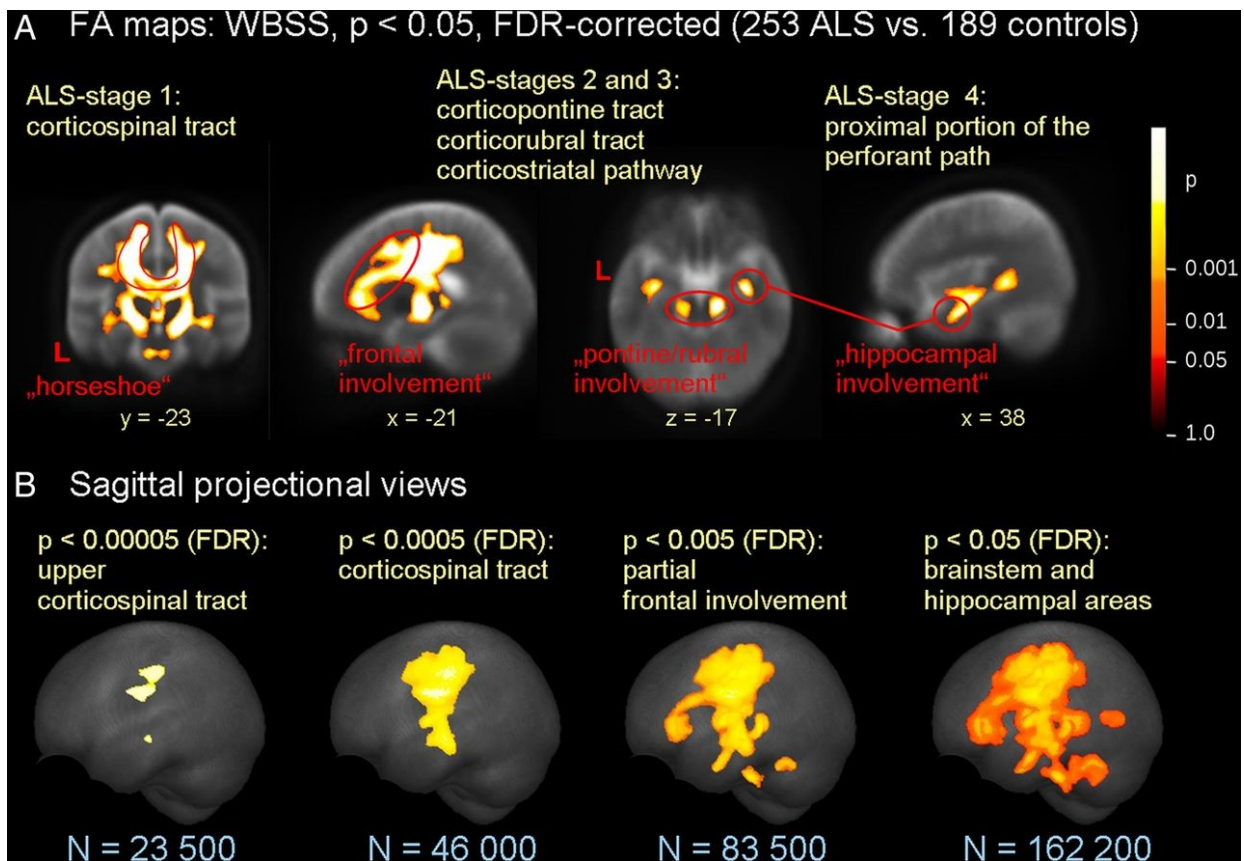 A FA maps: WBSS, p < 0.05, FDR-corrected (253 ALS vs. 189 controls)
ALS-stage 1:
corticospinal tract
ALS-stages 2 and 3:
corticopontine tract
corticorubral tract
corticostriatal pathway
ALS-stage 4:
proximal portion of the
perforant path
p
0.001
0.01
0.05
1.0
L
„horseshoe“
y = -23
„frontal
involvement“
x = -21
L
„pontine/rubral
involvement“
z = -17
„hippocampal
involvement“
x = 38
B Sagittal projectional views
p < 0.00005 (FDR):
upper
corticospinal tract
p < 0.0005 (FDR):
corticospinal tract
p < 0.005 (FDR):
partial
frontal involvement
p < 0.05 (FDR):
brainstem and
hippocampal areas
N = 23 500
N = 46 000
N = 83 500
N = 162 200